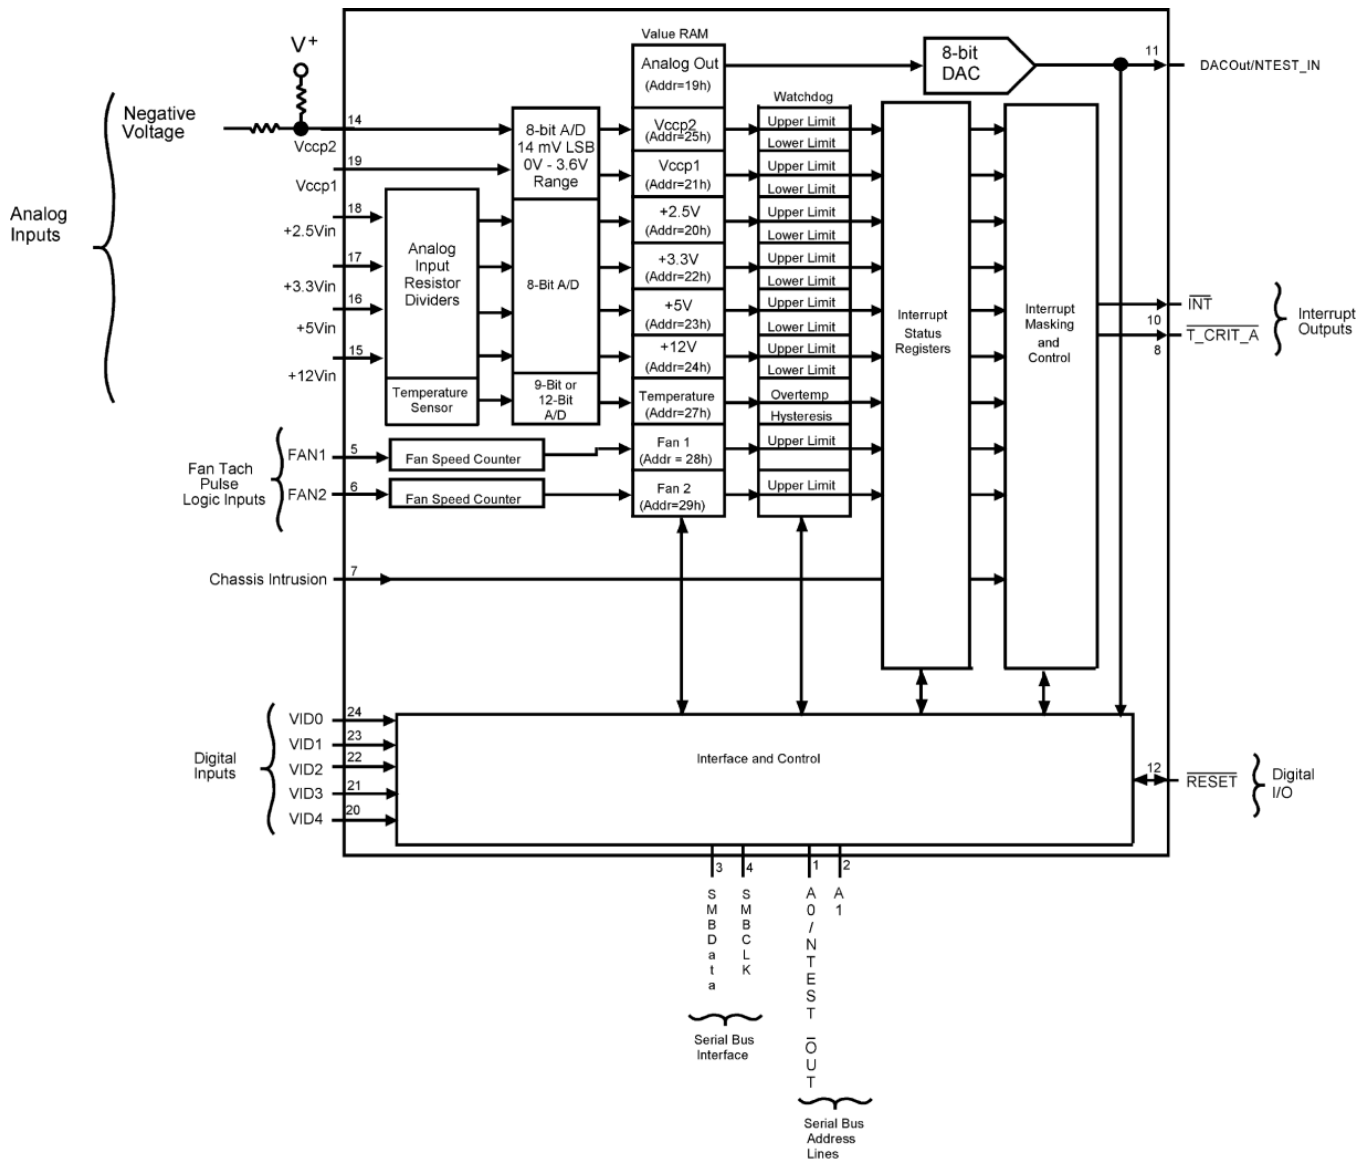 Value RAM
V+
Analog Out
(Addr=19h)
8-bit
DAC
11
DACOut/NTEST_IN
Negative
Voltage
14
Vccp2
19
Vccp1
8-bit A/D
14 mV LSB
0V - 3.6V
Range
Watchdog
Vccp2
(Addr=25h)
Upper Limit
Lower Limit
Vccp1
(Addr=21h)
Upper Limit
Lower Limit
Analog
Inputs
18
+2.5Vin
17
+3.3Vin
16
+5Vin
15
+12Vin
Analog
Input
Resistor
Dividers
8-Bit A/D
+2.5V
(Addr=20h)
Upper Limit
Lower Limit
+3.3V
(Addr=22h)
Upper Limit
Lower Limit
+5V
(Addr=23h)
Upper Limit
Lower Limit
+12V
(Addr=24h)
Upper Limit
Lower Limit
Interrupt
Status
Registers
Interrupt
Masking
and
Control
INT
10
T_CRIT_A
8
Interrupt
Outputs
Temperature
Sensor
9-Bit or
12-Bit
A/D
Temperature
(Addr=27h)
Overtemp
Hysteresis
Fan Tach
Pulse
Logic Inputs
FAN1
5
Fan Speed Counter
Fan 1
(Addr = 28h)
Upper Limit
FAN2
6
Fan Speed Counter
Fan 2
(Addr=29h)
Upper Limit
Chassis Intrusion
7
Digital
Inputs
VID0
24
VID1
23
VID2
22
VID3
21
VID4
20
Interface and Control
12
RESET
Digital
I/O
3
4
1
2
SMBData
SMBCLK
A0/NTEST OUT
A1
Serial Bus
Interface
Serial Bus
Address
Lines